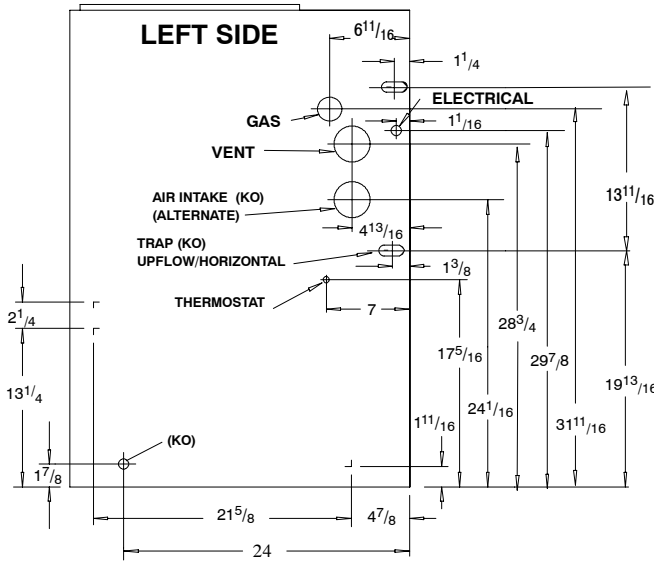 LEFT SIDE
6 11/16
1 1/4
ELECTRICAL
GAS
1 1/16
VENT
AIR INTAKE (KO)
(ALTERNATE)
13 11/16
4 13/16
TRAP (KO)
UPFLOW/HORIZONTAL
1 3/8
THERMOSTAT
7
2 1/4
28 3/4
17 5/16
29 7/8
13 1/4
19 13/16
24 1/16
1 11/16
31 11/16
(KO)
1 7/8
21 5/8
4 7/8
24